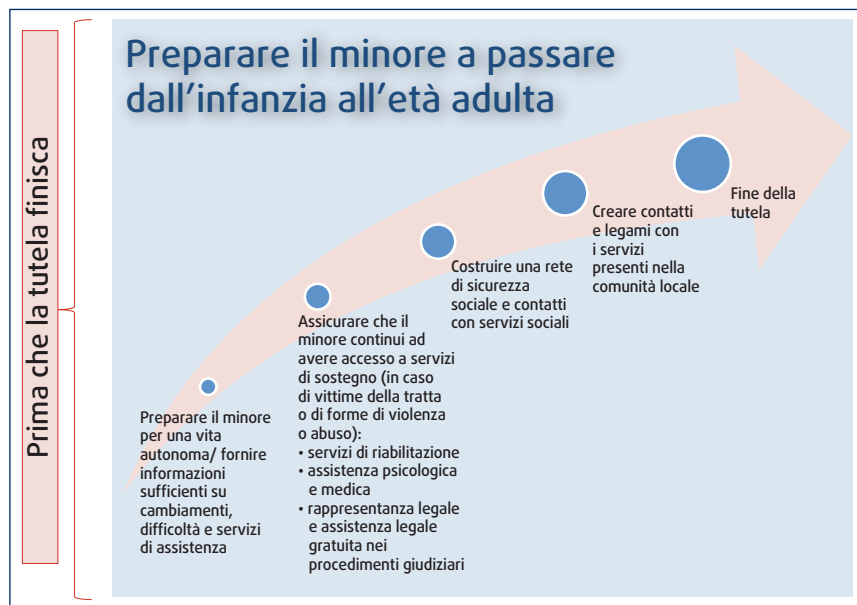 Prima che la tutela finisca
Preparare il minore a passare
dall'infanzia all'età adulta
Preparare il minore
per una vita
autonoma/ fornire
informazioni
sufficienti su
cambiamenti,
difficoltà e servizi
di assistenza
Assicurare che il
minore continui ad
avere accesso a servizi
di sostegno (in caso
di vittime della tratta
o di forme di violenza
o abuso):
• servizi di riabilitazione
• assistenza psicologica
e medica
• rappresentanza legale
e assistenza legale
gratuita nei
procedimenti giudiziari
Costruire una rete
di sicurezza
sociale e contatti
con servizi sociali
Creare contatti
e legami con
i servizi
presenti nella
comunità locale
Fine della
tutela